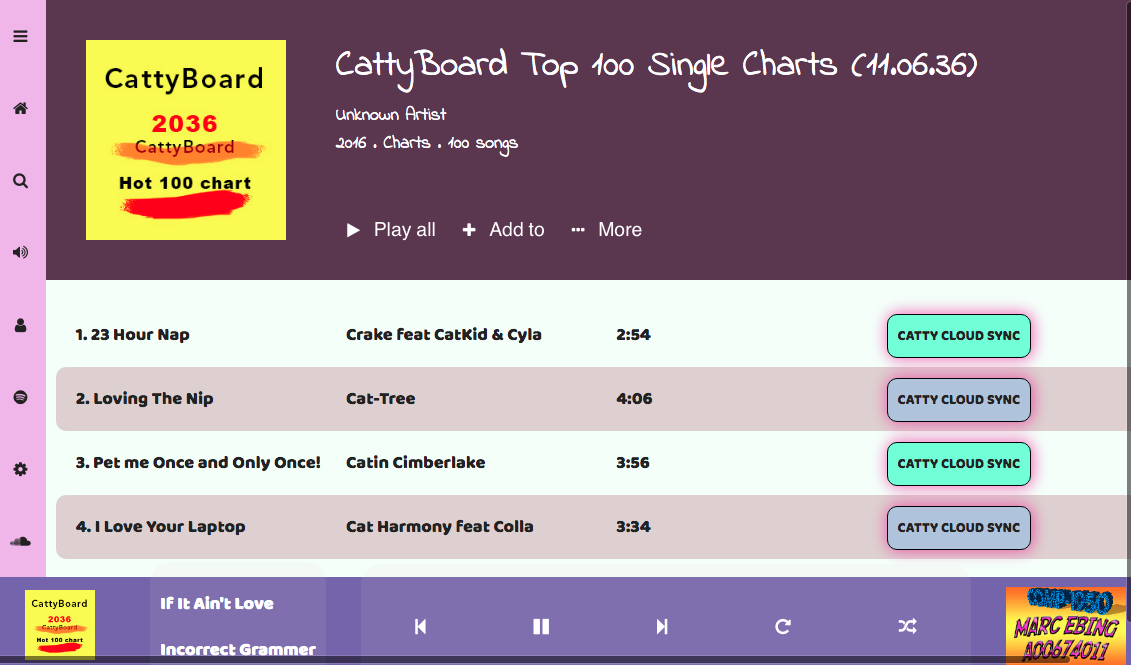 CattyBoard
2036
CattyBoard
Hot 100 chart
CattyBoard Top 100 Single Charts (11.06.36)
Unknown Artist
2016 . Charts . 100 songs
Play all Add to More
1. 23 Hour Nap Crake feat CatKid & Cyla 2:54 CATTY CLOUD SYNC
2. Loving The Nip Cat-Tree 4:06 CATTY CLOUD SYNC
3. Pet me Once and Only Once! Catin Cimberlake 3:56 CATTY CLOUD SYNC
4. I Love Your Laptop Cat Harmony feat Colla 3:34 CATTY CLOUD SYNC
CattyBoard
2036
CattyBoard
Hot 100 chart
If It Ain't Love
Incorrect Grammer
MARC EBING
A00674011